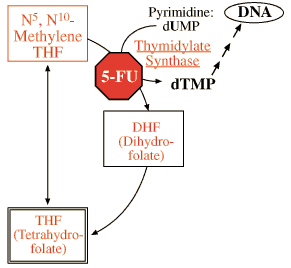 N⁵, N¹⁰-
Methylene
THF
Pyrimidine:
dUMP
DNA
Thymidylate
Synthase
5-FU
dTMP
DHF
(Dihydro-
folate)
THF
(Tetrahydro-
folate)